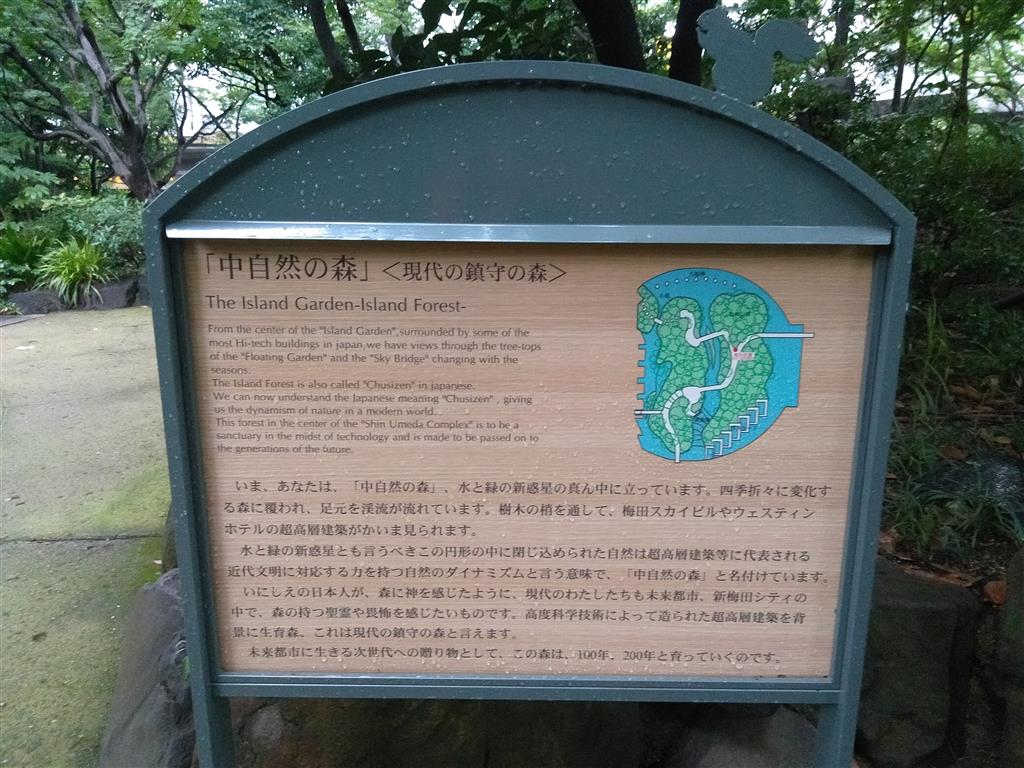 「中自然の森」＜現代の鎮守の森＞
The Island Garden-Island Forest-
From the center of the "Island Garden",surrounded by some of the
most Hi-tech buildings in japan,we have views through the tree-tops
of the "Floating Garden" and the "Sky Bridge" changing with the
seasons.
The Island Forest is also called "Chusizen" in japanese.
We can now understand the Japanese meaning "Chusizen" , giving
us the dynamism of nature in a modern world.
This forest in the center of the "Shin Umeda Complex" is to be a
sanctuary in the midst of technology and is made to be passed on to
the generations of the future.
いま、あなたは、「中自然の森」、水と緑の新惑星の真ん中に立っています。四季折々に変化す
る森に覆われ、足元を渓流が流れています。樹木の梢を通して、梅田スカイビルやウェスティン
ホテルの超高層建築がかいま見られます。
水と緑の新惑星とも言うべきこの円形の中に閉じ込められた自然は超高層建築等に代表される
近代文明に対応する力を持つ自然のダイナミズムと言う意味で、「中自然の森」と名付けています。
いにしえの日本人が、森に神を感じたように、現代のわたしたちも未来都市、新梅田シティの
中で、森の持つ聖霊や畏怖を感じたいものです。高度科学技術によって造られた超高層建築を背
景に生育森、これは現代の鎮守の森と言えます。
未来都市に生きる次世代への贈り物として、この森は、100年、200年と育っていくのです。